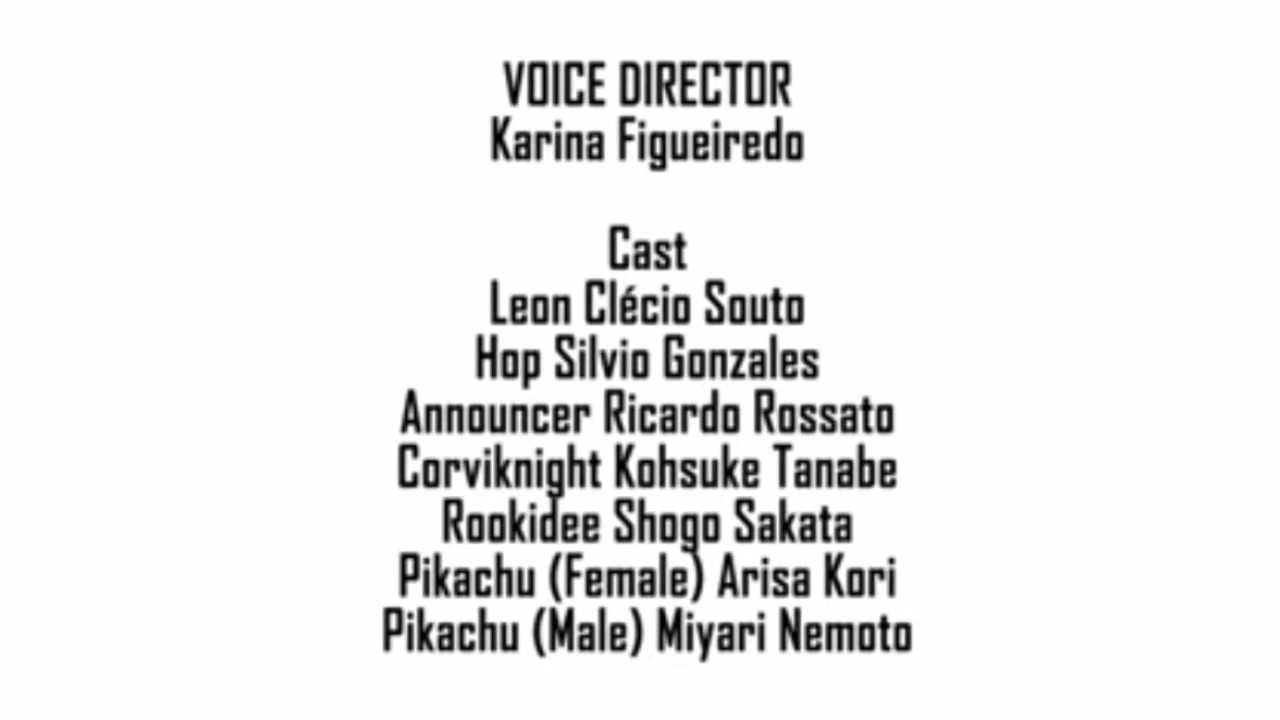 VOICE DIRECTOR
Karina Figueiredo
Cast
Leon Clécio Souto
Hop Silvio Gonzales
Announcer Ricardo Rossato
Corviknight Kohsuke Tanabe
Rookidee Shogo Sakata
Pikachu (Female) Arisa Kori
Pikachu (Male) Miyari Nemoto